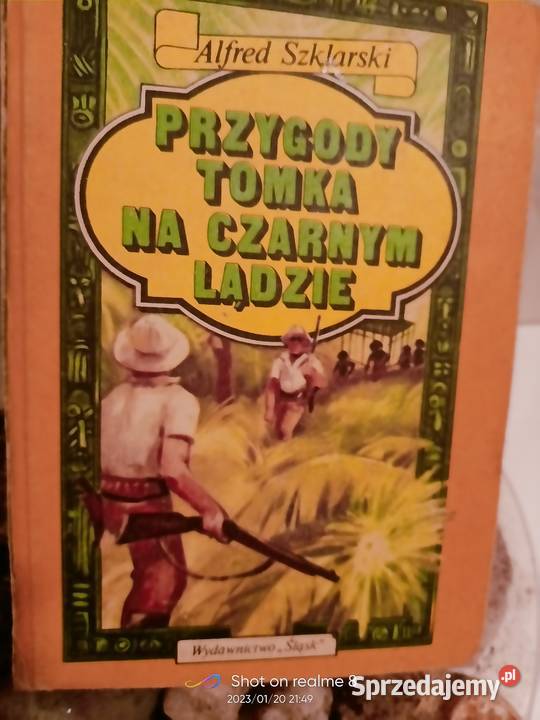 Alfred Szklarski
PRZYGODY
TOMKA
NA CZARNYM
LĄDZIE
Wydawnictwo „Śląsk”
Shot on realme 8
2023/01/20 21:49
Sprzedajemy.pl